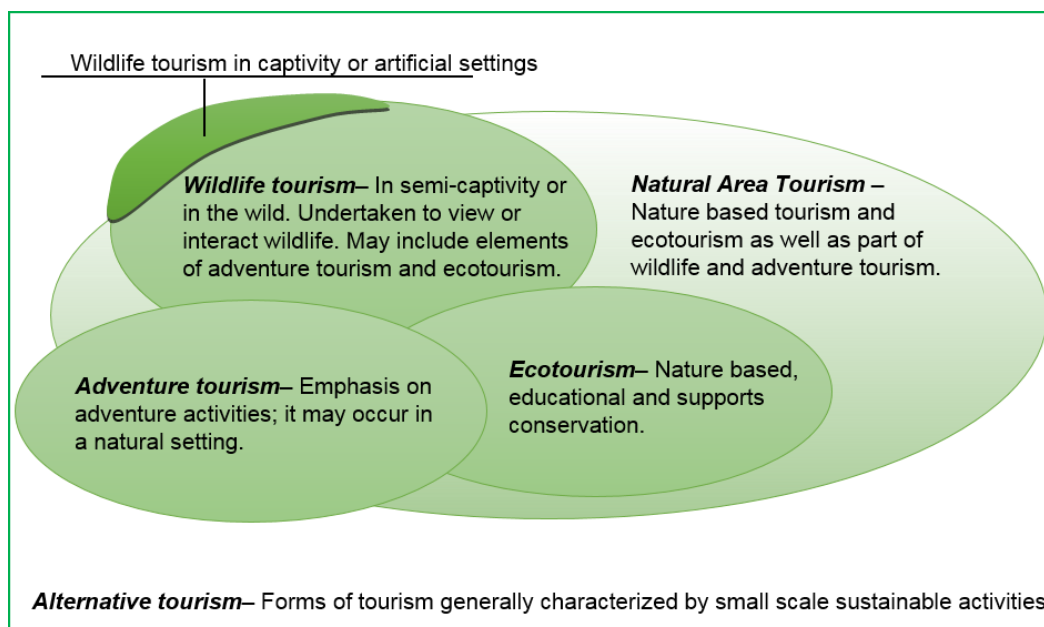 Wildlife tourism in captivity or artificial settings
Wildlife tourism– In semi-captivity or
in the wild. Undertaken to view or
interact wildlife. May include elements
of adventure tourism and ecotourism.
Natural Area Tourism –
Nature based tourism and
ecotourism as well as part of
wildlife and adventure tourism.
Adventure tourism– Emphasis on
adventure activities; it may occur in
a natural setting.
Ecotourism– Nature based,
educational and supports
conservation.
Alternative tourism– Forms of tourism generally characterized by small scale sustainable activities